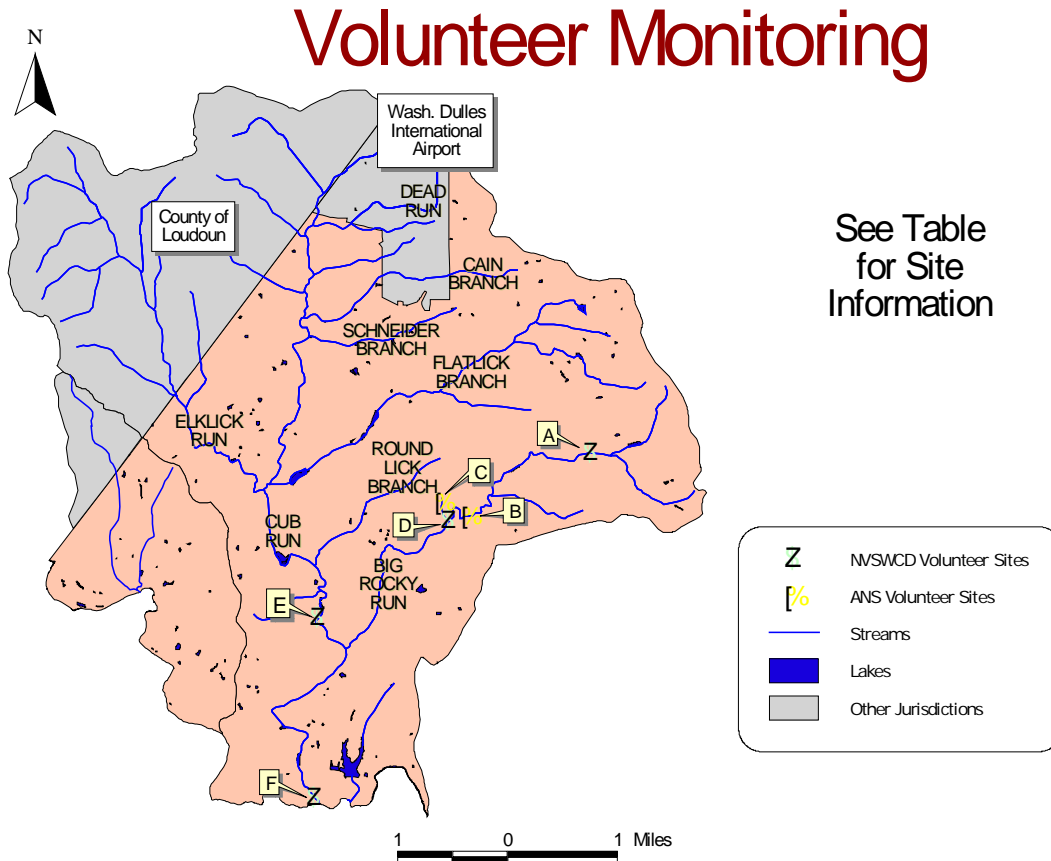 Volunteer Monitoring
N
Wash. Dulles
International
Airport
DEAD
RUN
County of
Loudoun
See Table
for Site
Information
CAIN
BRANCH
SCHNEIDER
BRANCH
FLATLICK
BRANCH
ELKLICK
RUN
A
Z
ROUND
LICK
BRANCH
C
[%
B
[%
D
Z
CUB
RUN
BIG
ROCKY
RUN
E
Z
F
Z
Z NVSWCD Volunteer Sites
[% ANS Volunteer Sites
Streams
Lakes
Other Jurisdictions
1 0 1 Miles